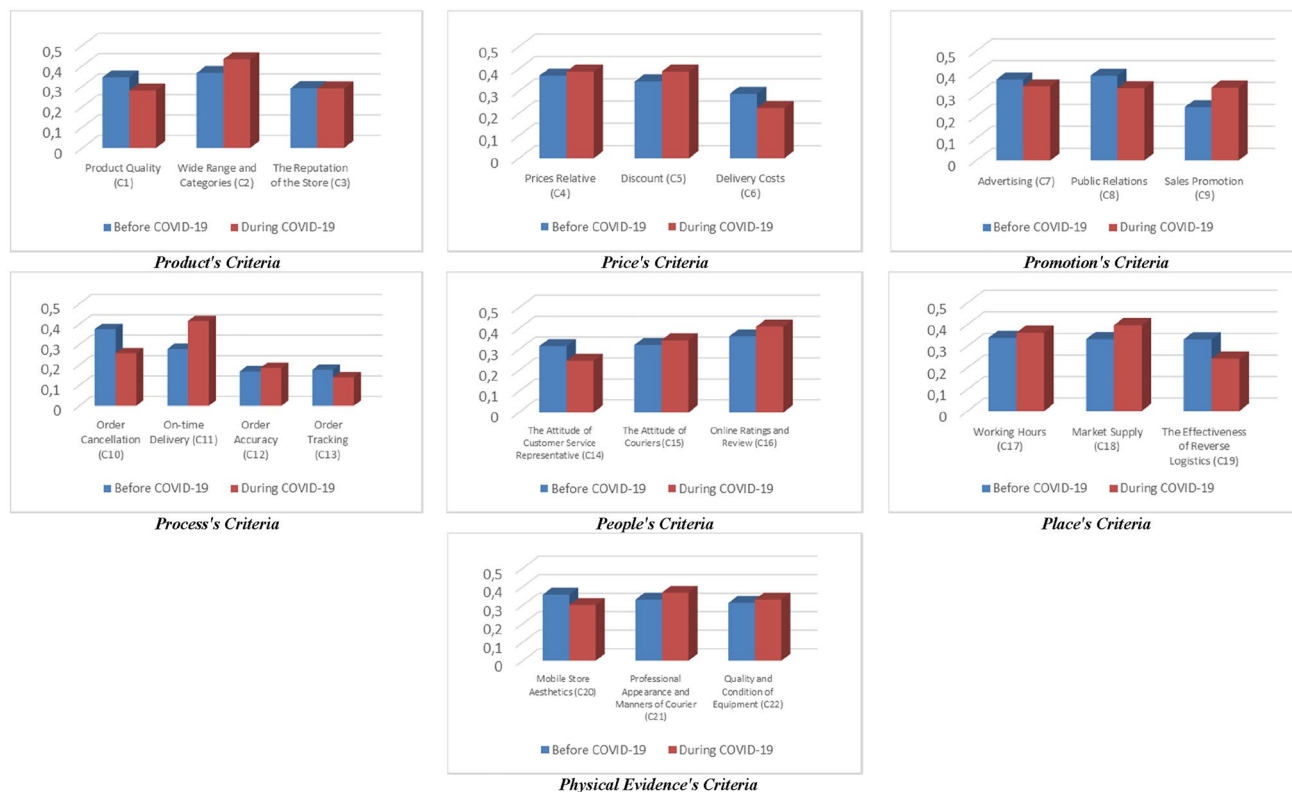 0,5
0,4
0,3
0,2
0,1
0
Product Quality
(C1)
Wide Range and
Categories (C2)
The Reputation
of the Store (C3)
Before COVID-19
During COVID-19
Product's Criteria
0,5
0,4
0,3
0,2
0,1
0
Prices Relative
(C4)
Discount (C5)
Delivery Costs
(C6)
Before COVID-19
During COVID-19
Price's Criteria
0,5
0,4
0,3
0,2
0,1
0
Advertising (C7)
Public Relations
(C8)
Sales Promotion
(C9)
Before COVID-19
During COVID-19
Promotion's Criteria
0,5
0,4
0,3
0,2
0,1
0
Order
Cancellation
(C10)
On-time
Delivery (C11)
Order
Accuracy
(C12)
Order
Tracking
(C13)
Before COVID-19
During COVID-19
Process's Criteria
0,5
0,4
0,3
0,2
0,1
0
The Attitude of
Customer Service
Representative (C14)
The Attitude of
Couriers (C15)
Online Ratings and
Review (C16)
Before COVID-19
During COVID-19
People's Criteria
0,5
0,4
0,3
0,2
0,1
0
Working Hours
(C17)
Market Supply
(C18)
The Effectiveness
of Reverse
Logistics (C19)
Before COVID-19
During COVID-19
Place's Criteria
0,5
0,4
0,3
0,2
0,1
0
Mobile Store
Aesthetics (C20)
Professional
Appearance and
Manners of Courier
(C21)
Quality and
Condition of
Equipment (C22)
Before COVID-19
During COVID-19
Physical Evidence's Criteria